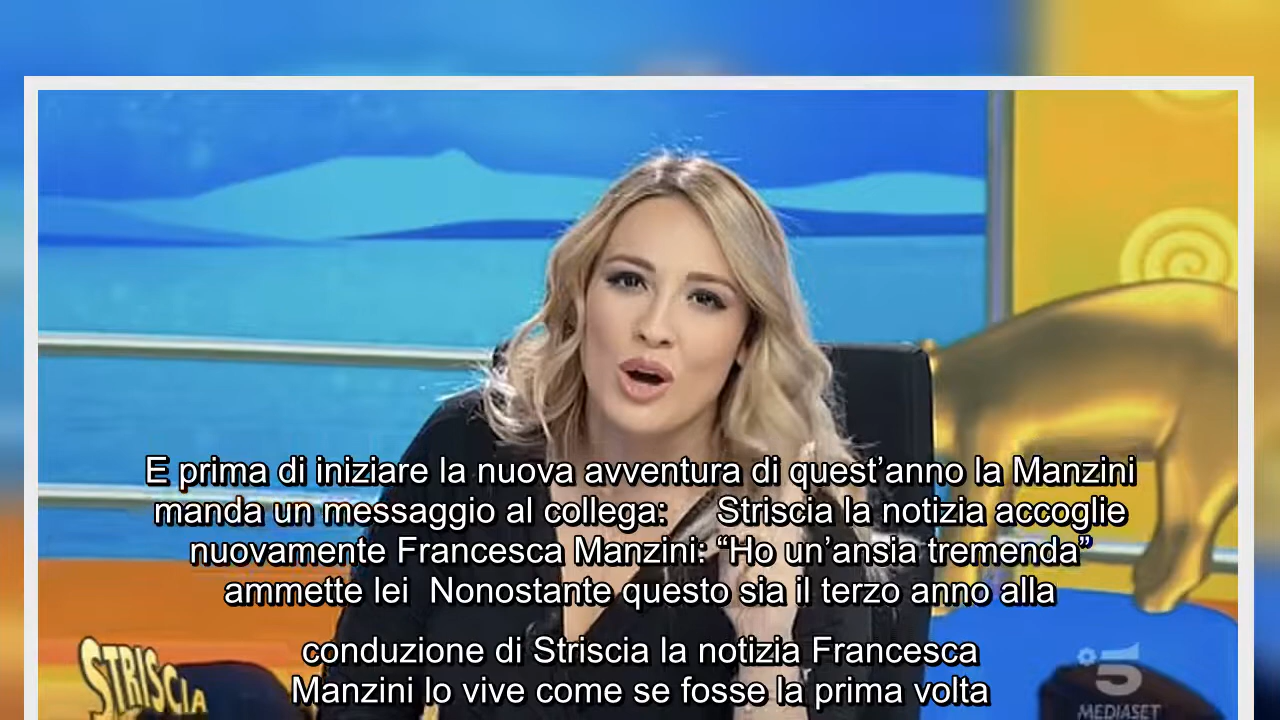 E prima di iniziare la nuova avventura di quest’anno la Manzini
manda un messaggio al collega: Striscia la notizia accoglie
nuovamente Francesca Manzini: “Ho un’ansia tremenda”
ammette lei Nonostante questo sia il terzo anno alla
conduzione di Striscia la notizia Francesca
Manzini lo vive come se fosse la prima volta
STRISCIA
5
MEDIASET